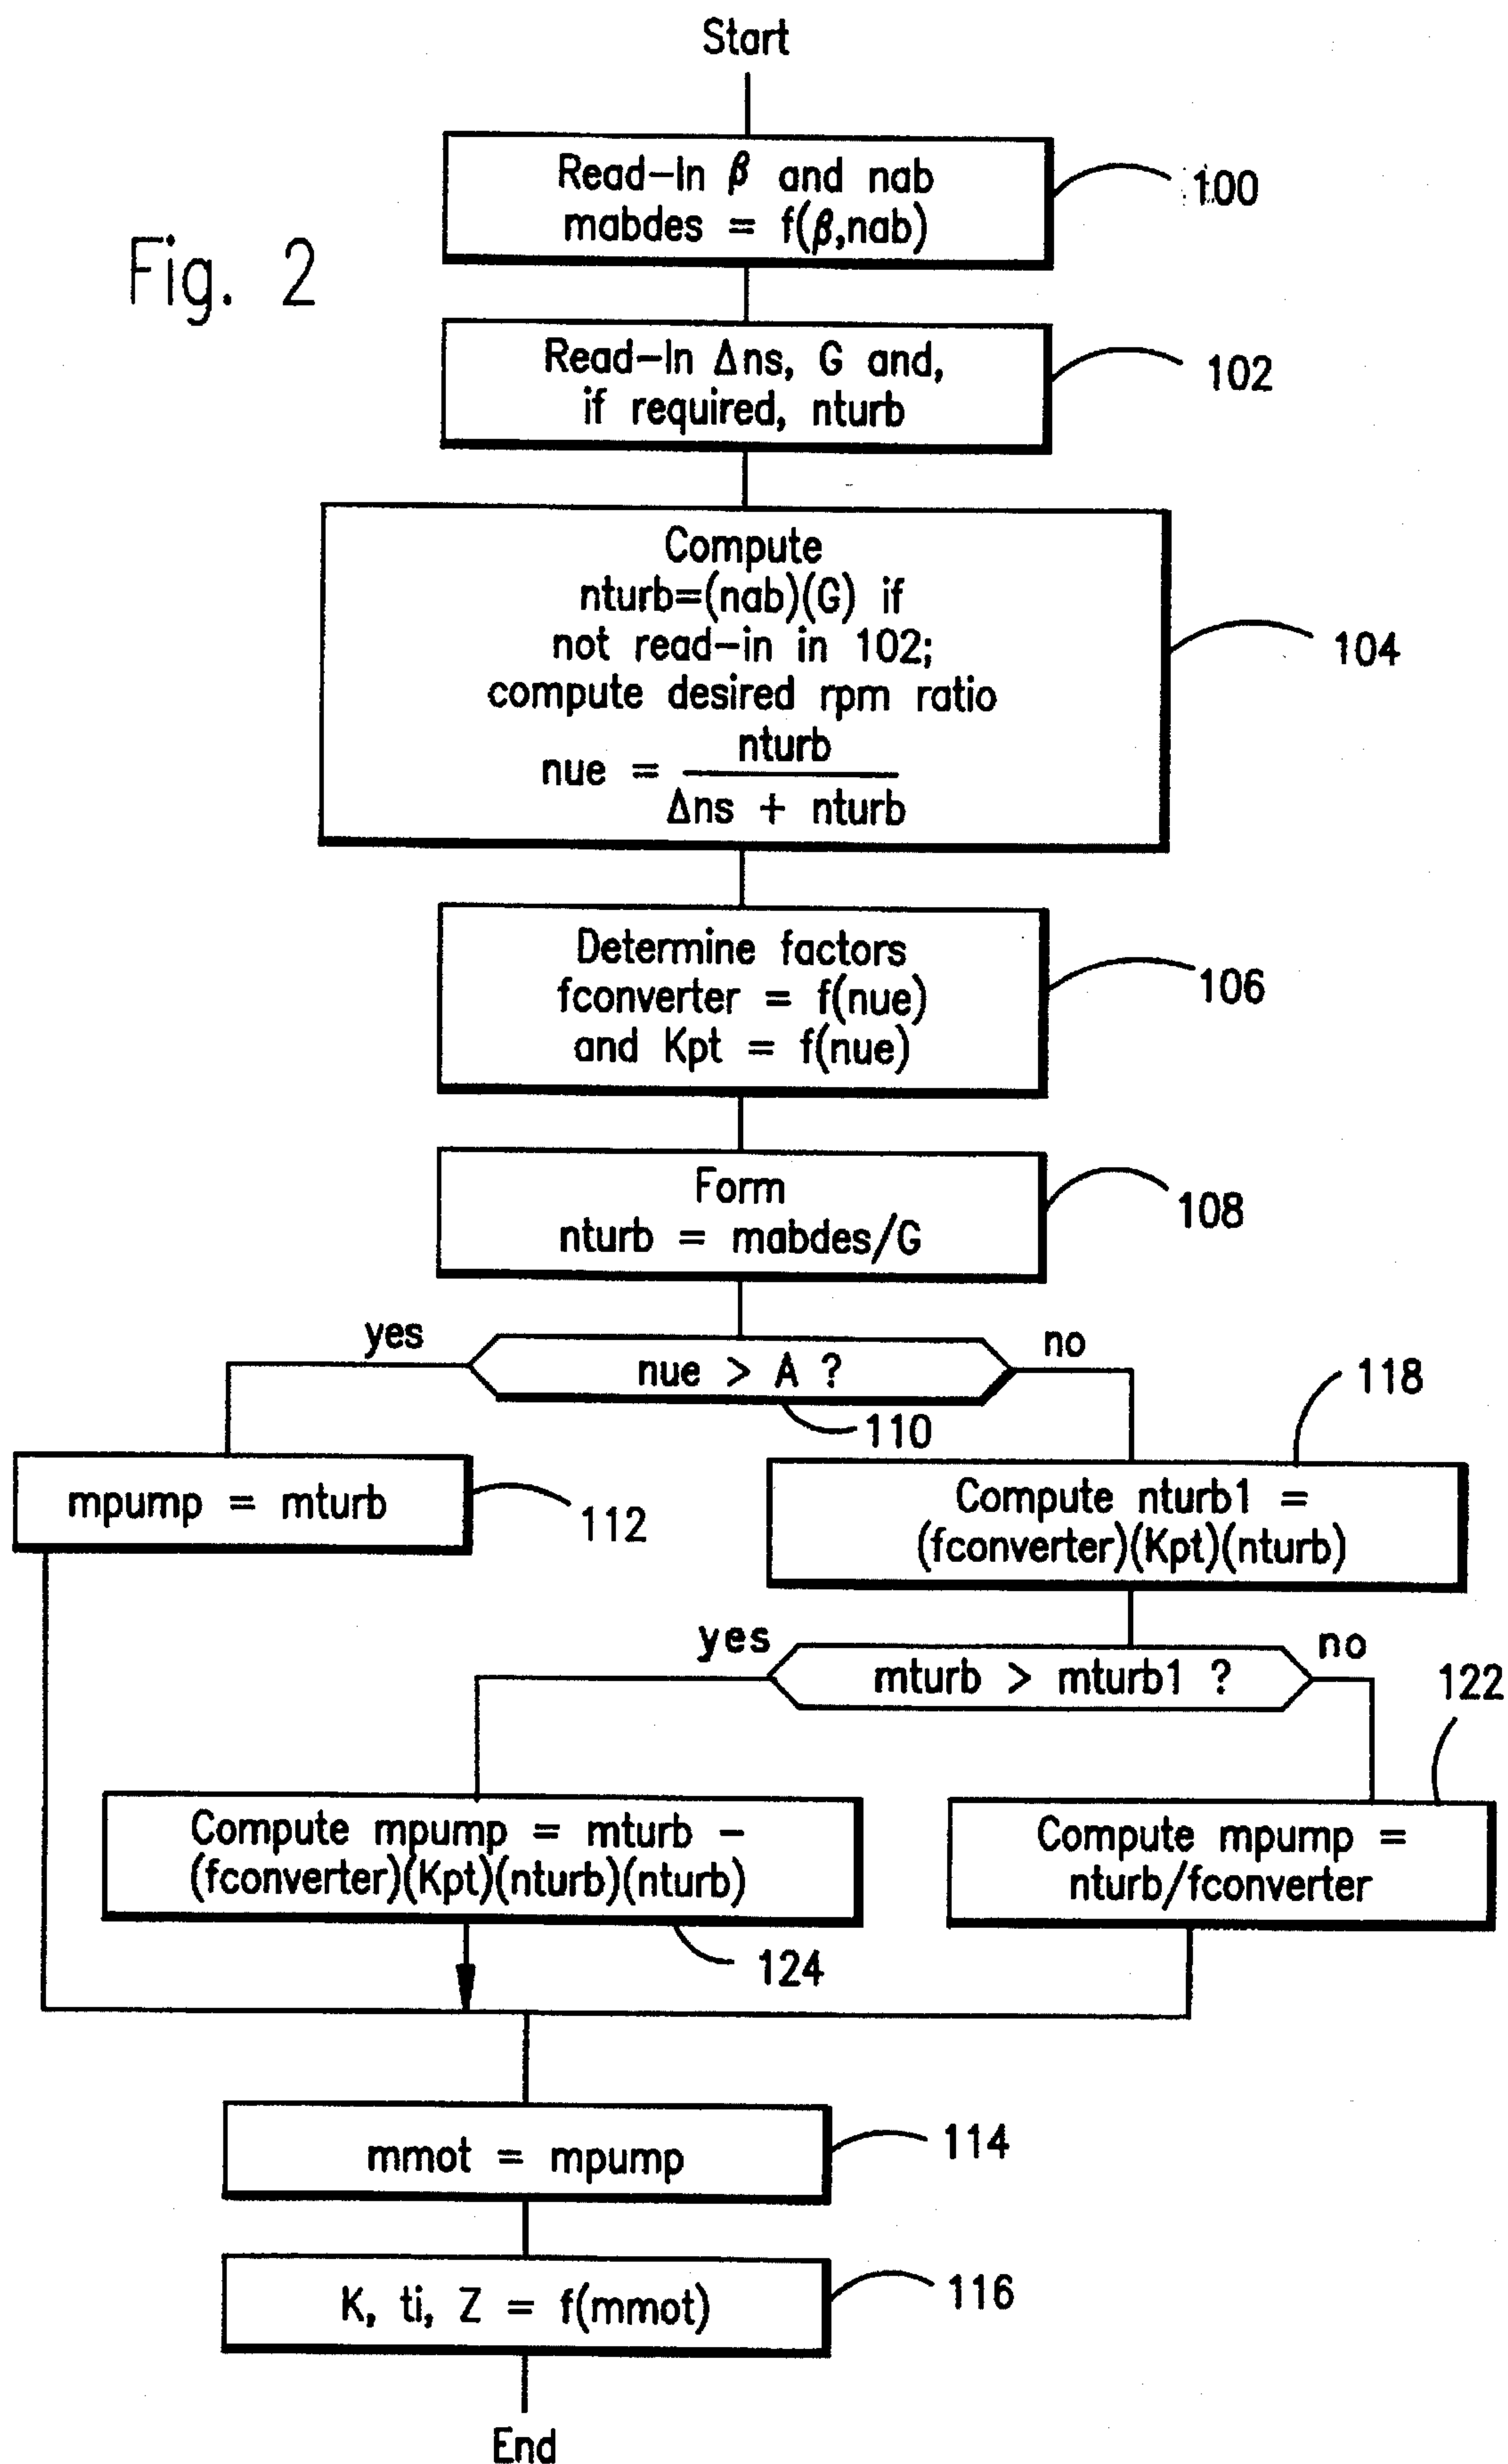 Start
Fig. 2
Read-In β and nab
mabdes = f(β,nab)
100
Read-In Δns, G and,
if required, nturb
102
Compute
nturb=(nab)(G) if
not read-in in 102;
compute desired rpm ratio
nue = nturb
Δns + nturb
104
Determine factors
fconverter = f(nue)
and Kpt = f(nue)
106
Form
nturb = mabdes/G
108
yes
nue > A ?
no
110
118
mpump = mturb
112
Compute nturb1 =
(fconverter)(Kpt)(nturb)
yes
mturb > mturb1 ?
no
122
Compute mpump = mturb -
(fconverter)(Kpt)(nturb)(nturb)
124
Compute mpump =
nturb/fconverter
mmot = mpump
114
K, ti, Z = f(mmot)
116
End